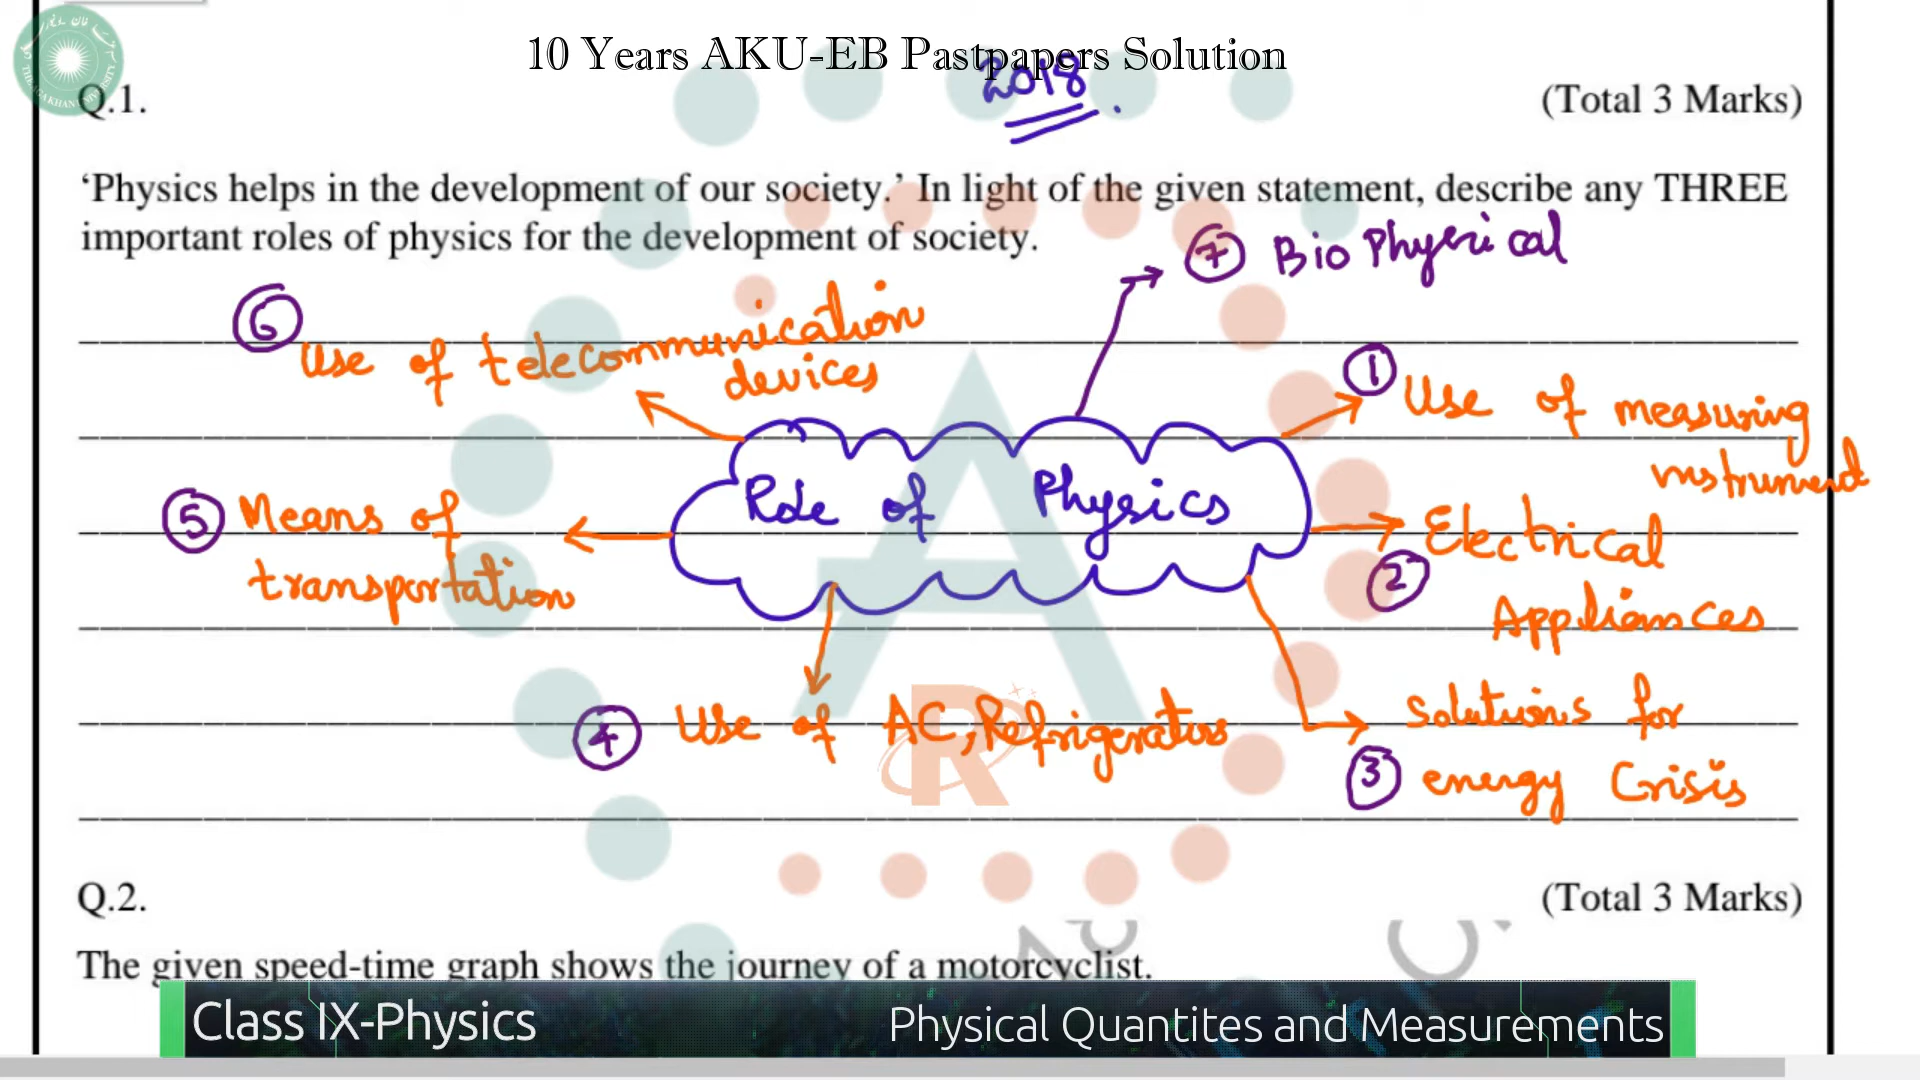 10 Years AKU-EB Pastpapers Solution
2018
Q.1.
(Total 3 Marks)
‘Physics helps in the development of our society.’ In light of the given statement, describe any THREE
important roles of physics for the development of society.
7 Bio Physical
6 Use of telecommunication
devices
1 Use of measuring
instrument
Role of Physics
5 Means of
transportation
2 Electrical
Appliances
4 Use of AC, Refrigerators
3 solutions for
energy Crisis
Q.2.
(Total 3 Marks)
The given speed-time graph shows the journey of a motorcyclist.
Class IX-Physics
Physical Quantites and Measurements